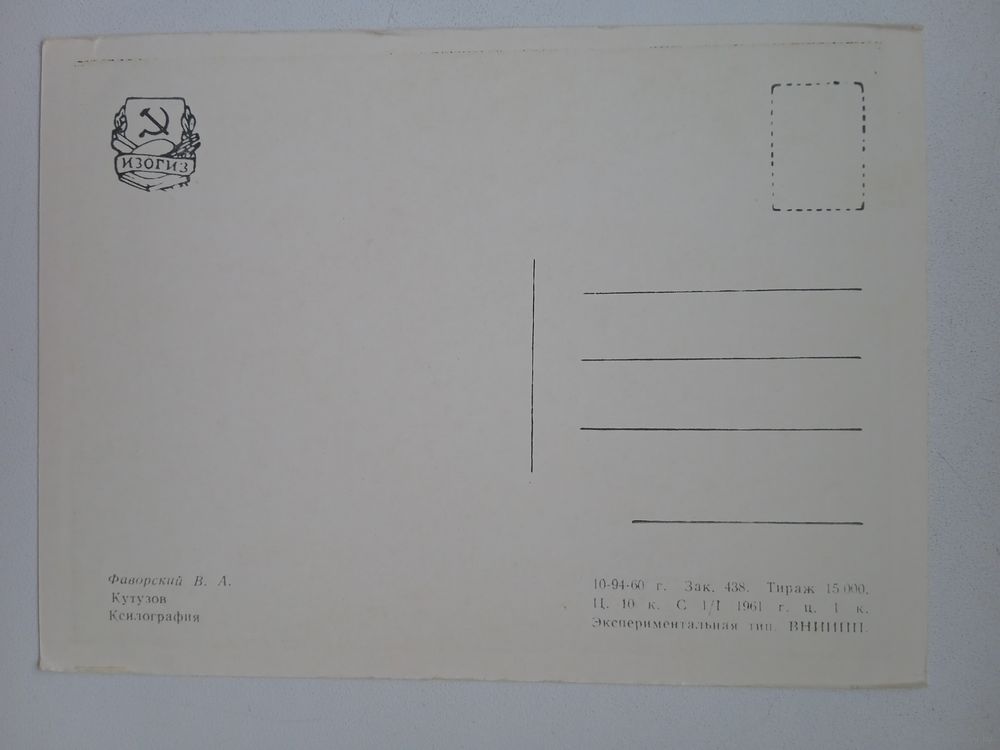 ИЗОГИЗ
Фаворский В. А.
Кутузов
Ксилография
10-94-60 г. Зак. 438. Тираж 15 000.
Ц. 10 к. С 1/I 1961 г. ц. 1 к.
Экспериментальная тип. ВНИИПП.